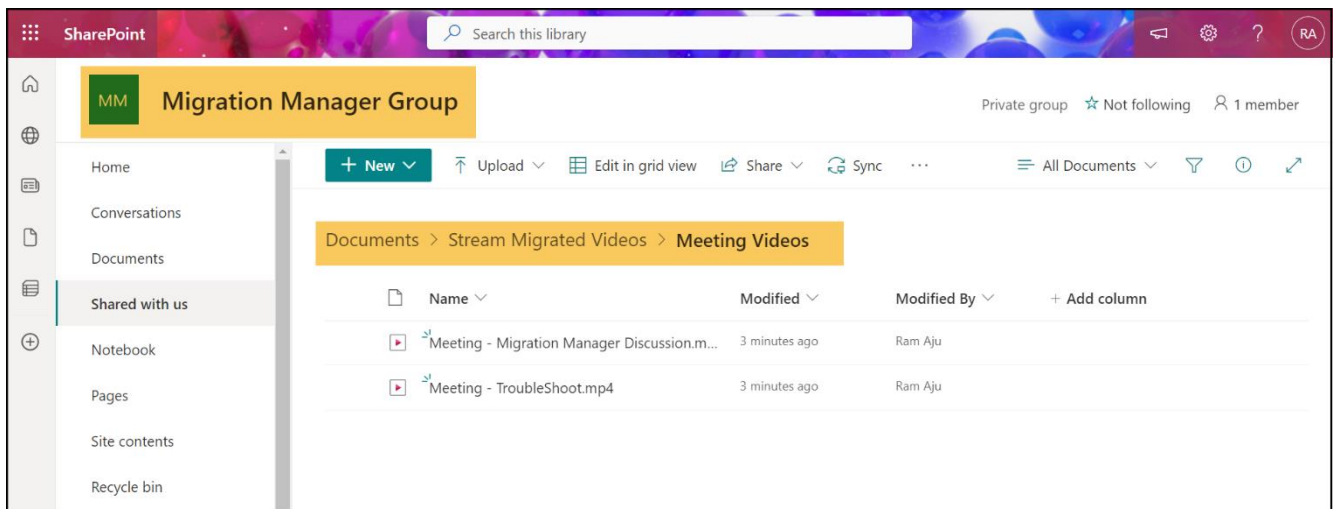 SharePoint
Search this library
RA
MM
Migration Manager Group
Private group Not following 1 member
Home
Conversations
Documents
Shared with us
Notebook
Pages
Site contents
Recycle bin
New Upload Edit in grid view Share Sync ... All Documents
Documents > Stream Migrated Videos > Meeting Videos
Name Modified Modified By + Add column
Meeting - Migration Manager Discussion.m... 3 minutes ago Ram Aju
Meeting - TroubleShoot.mp4 3 minutes ago Ram Aju